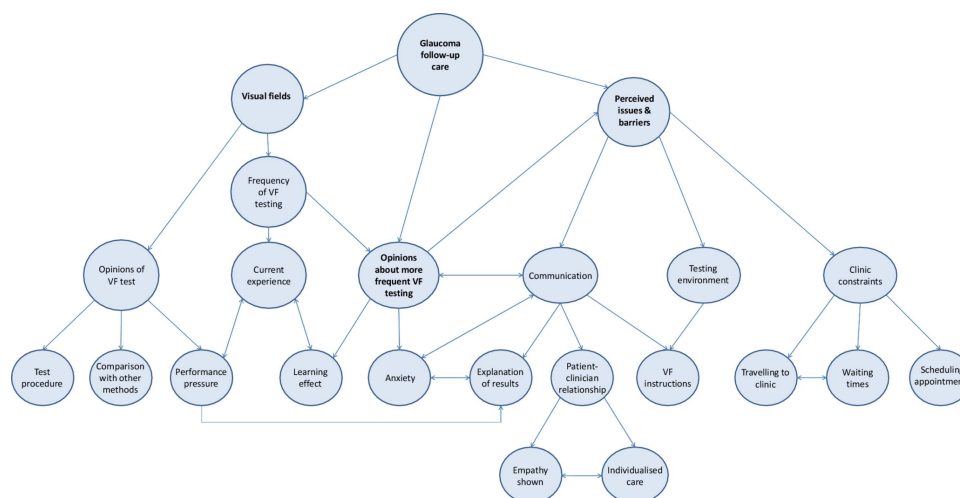 Glaucoma
follow-up
care
Visual fields
Perceived
issues &
barriers
Frequency
of VF
testing
Opinions of
VF test
Current
experience
Opinions
about more
frequent VF
testing
Communication
Testing
environment
Clinic
constraints
Test
procedure
Comparison
with other
methods
Performance
pressure
Learning
effect
Anxiety
Explanation
of results
Patient-
clinician
relationship
VF
instructions
Travelling to
clinic
Waiting
times
Scheduling
appointment
Empathy
shown
Individualised
care